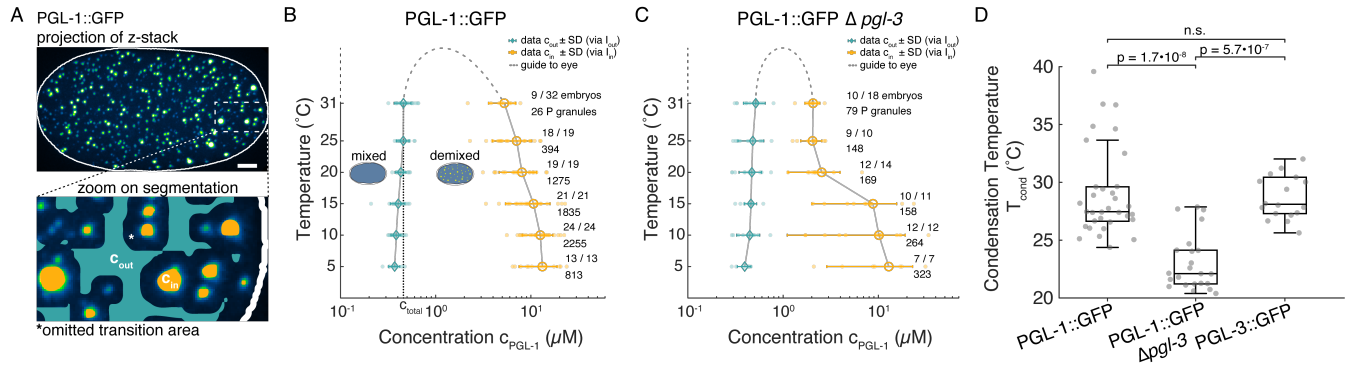 A
PGL-1::GFP
projection of z-stack
zoom on segmentation
c_out
c_in
*
*omitted transition area
B
PGL-1::GFP
data c_out ± SD (via I_out)
data c_in ± SD (via I_in)
guide to eye
Temperature (˚C)
31
25
20
15
10
5
9 / 32 embryos
26 P granules
18 / 19
394
19 / 19
1275
21 / 21
1835
24 / 24
2255
13 / 13
813
mixed
demixed
10^-1
c_total
10^0
10^1
Concentration c_PGL-1 (µM)
C
PGL-1::GFP Δ pgl-3
data c_out ± SD (via I_out)
data c_in ± SD (via I_in)
guide to eye
Temperature (˚C)
31
25
20
15
10
5
10 / 18 embryos
79 P granules
9 / 10
148
12 / 14
169
10 / 11
158
12 / 12
264
7 / 7
323
10^-1
10^0
10^1
Concentration c_PGL-1 (µM)
D
n.s.
p = 1.7•10^-8
p = 5.7•10^-7
Condensation Temperature
T_cond (˚C)
40
35
30
25
20
PGL-1::GFP
PGL-1::GFP
Δpgl-3
PGL-3::GFP